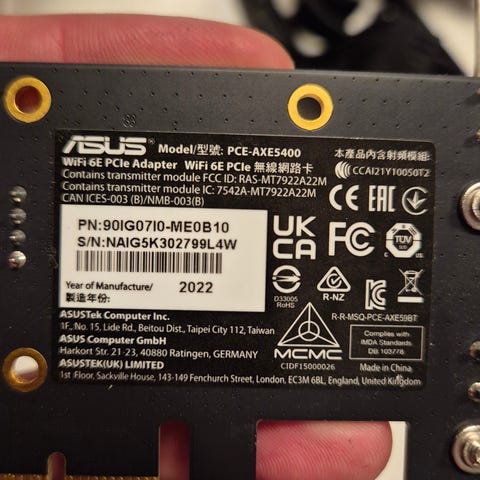 ASUS Model/型號: PCE-AXE5400
WiFi 6E PCIe Adapter WiFi 6E PCIe 無線網路卡
Contains transmitter module FCC ID: RAS-MT7922A22M
Contains transmitter module IC: 7542A-MT7922A22M
CAN ICES-003 (B)/NMB-003(B)
本產品內含射頻模組:
CCAI21Y10050T2
CE EAC
PN:90IG07I0-ME0B10
S/N:NAIG5K302799L4W
Year of Manufacture/
製造年份:
2022
UK
CA
FC
TÜV
D33005
RoHS
R-NZ
R-R-MSQ-PCE-AXE59BT
MCMC
CIDF15000026
Complies with
IMDA Standards
DB 103778
Made in China
ASUSTek Computer Inc.
1F., No. 15, Lide Rd., Beitou Dist., Taipei City 112, Taiwan
ASUS Computer GmbH
Harkort Str. 21-23, 40880 Ratingen, GERMANY
ASUSTEK(UK) LIMITED
1st Floor, Sackville House, 143-149 Fenchurch Street, London, EC3M 6BL, England, United Kingdom